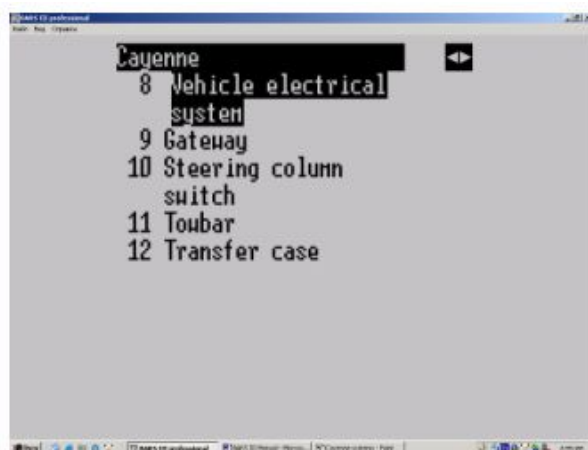 Cayenne
8 Vehicle electrical
system
9 Gateway
10 Steering column
switch
11 Towbar
12 Transfer case